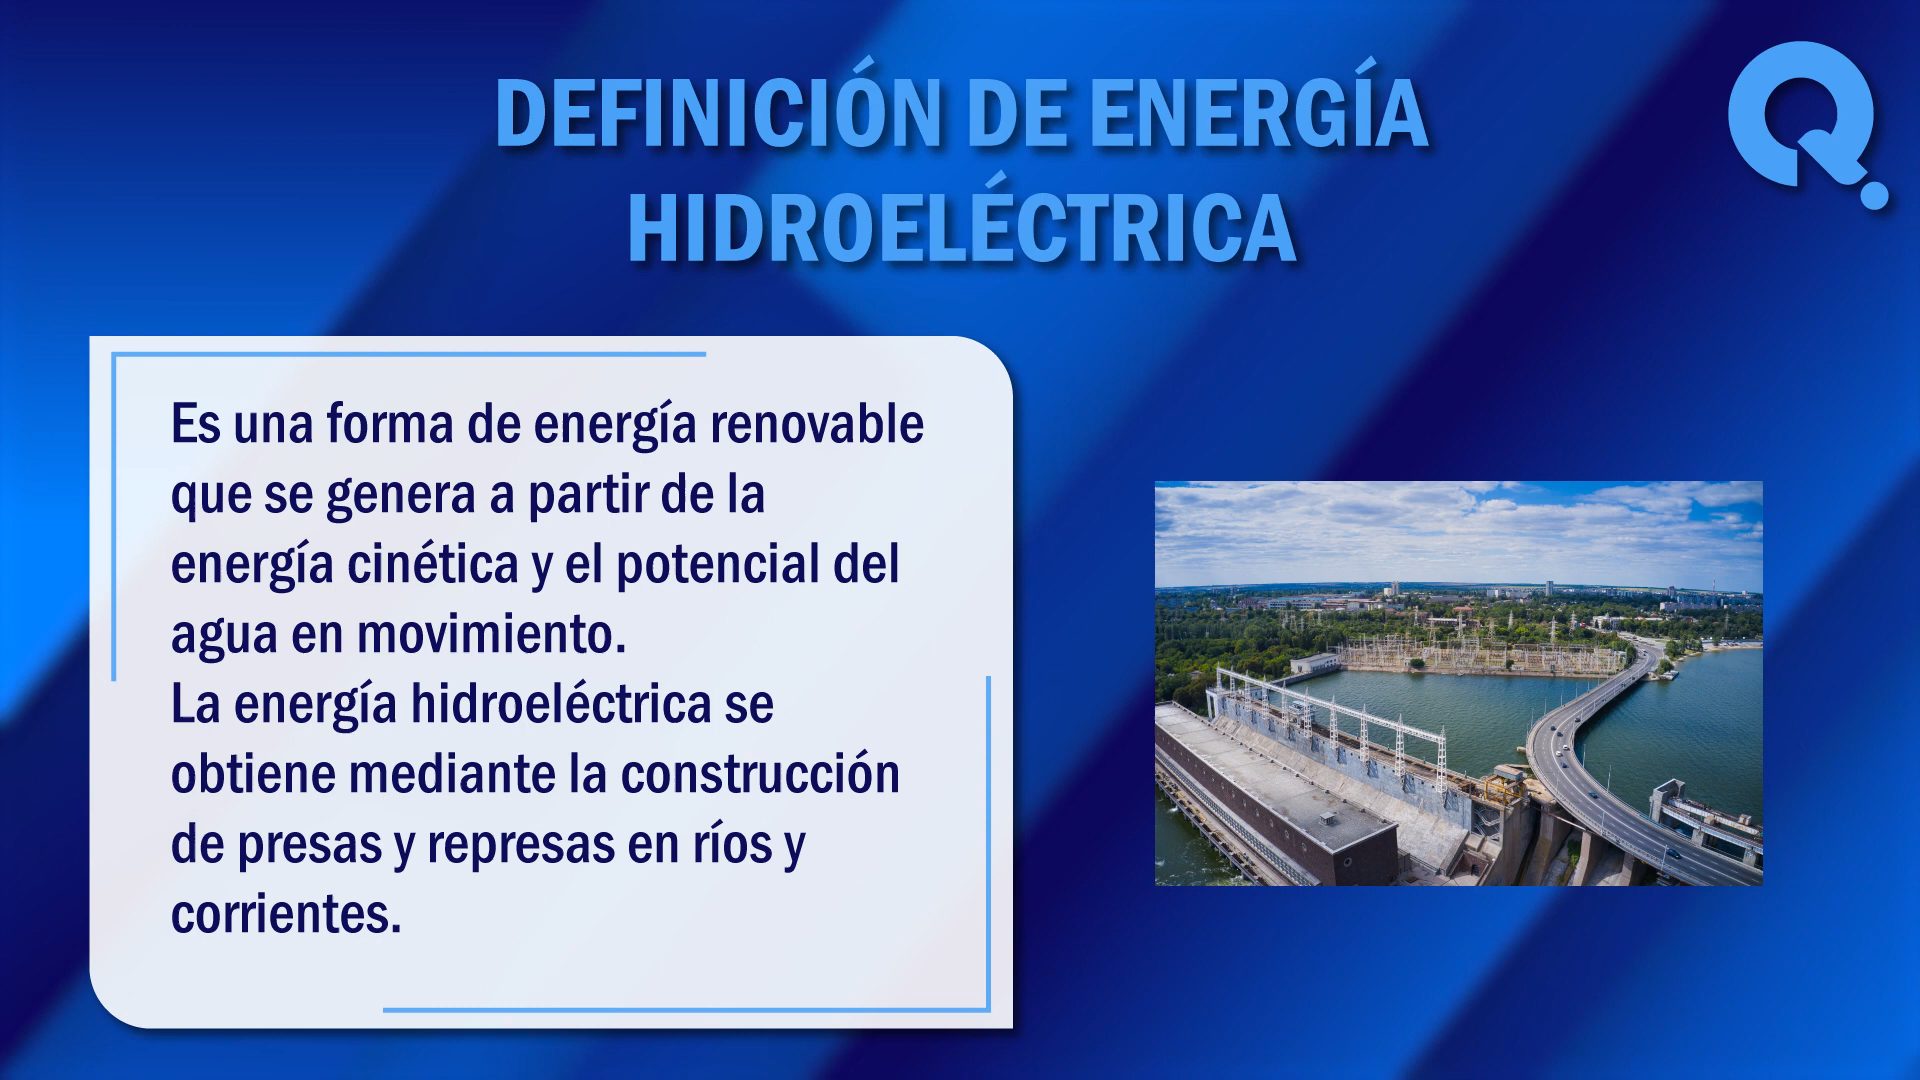 DEFINICIÓN DE ENERGÍA
HIDROELÉCTRICA
Es una forma de energía renovable
que se genera a partir de la
energía cinética y el potencial del
agua en movimiento.
La energía hidroeléctrica se
obtiene mediante la construcción
de presas y represas en ríos y
corrientes.